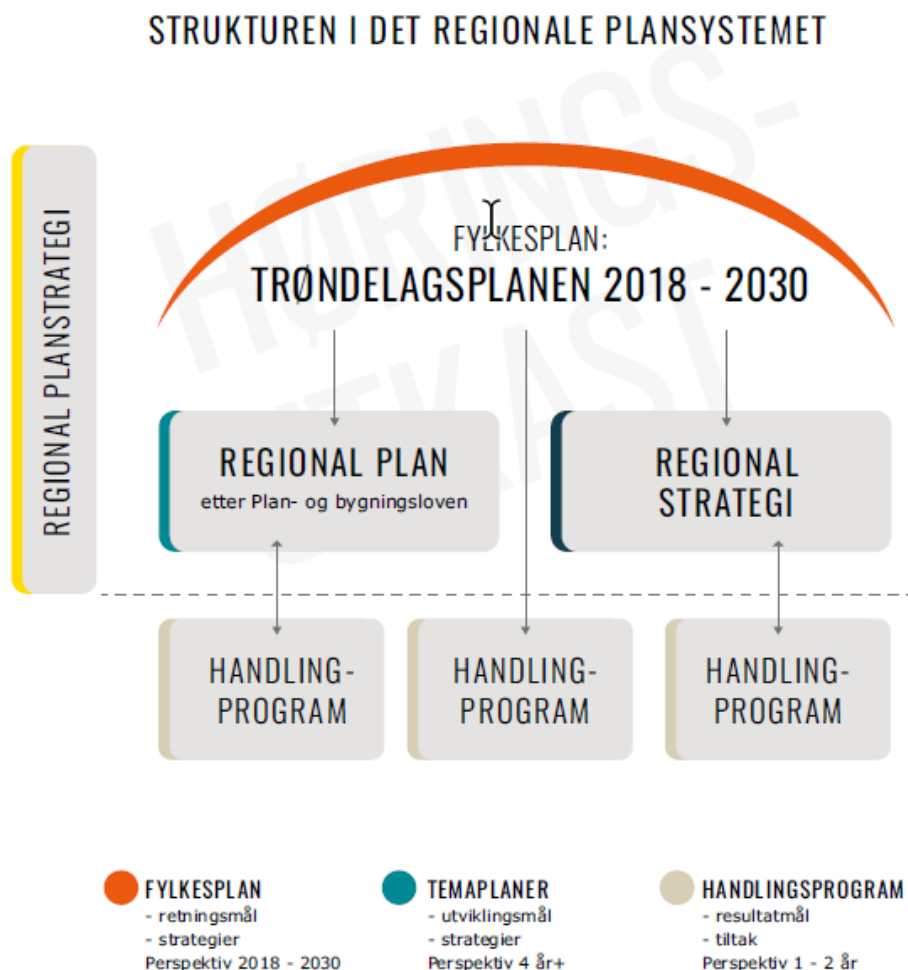 STRUKTUREN I DET REGIONALE PLANSYSTEMET
HØRINGS-
UTKAST
REGIONAL PLANSTRATEGI
FYLKESPLAN:
TRØNDELAGSPLANEN 2018 - 2030
REGIONAL PLAN
etter Plan- og bygningsloven
REGIONAL
STRATEGI
HANDLING-
PROGRAM
HANDLING-
PROGRAM
HANDLING-
PROGRAM
FYLKESPLAN
- retningsmål
- strategier
Perspektiv 2018 - 2030
TEMAPLANER
- utviklingsmål
- strategier
Perspektiv 4 år+
HANDLINGSPROGRAM
- resultatmål
- tiltak
Perspektiv 1 - 2 år